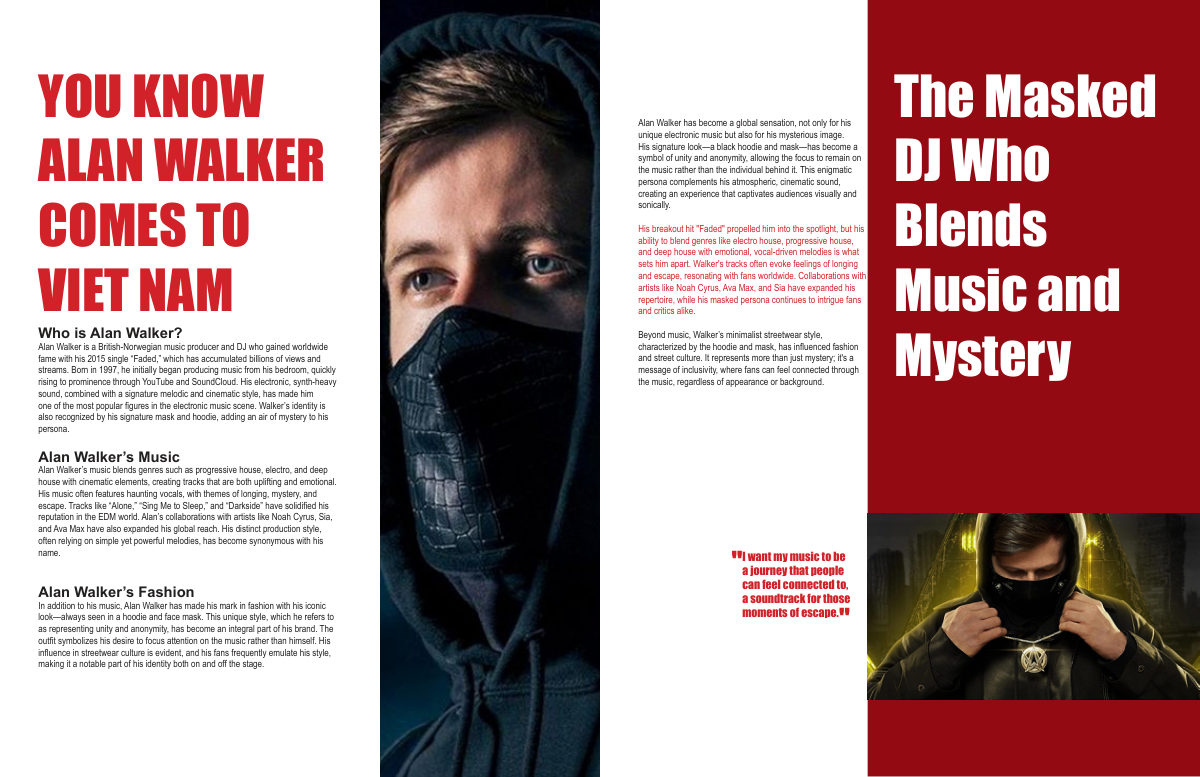 YOU KNOW
ALAN WALKER
COMES TO
VIET NAM
Who is Alan Walker?
Alan Walker is a British-Norwegian music producer and DJ who gained worldwide
fame with his 2015 single “Faded,” which has accumulated billions of views and
streams. Born in 1997, he initially began producing music from his bedroom, quickly
rising to prominence through YouTube and SoundCloud. His electronic, synth-heavy
sound, combined with a signature melodic and cinematic style, has made him
one of the most popular figures in the electronic music scene. Walker’s identity is
also recognized by his signature mask and hoodie, adding an air of mystery to his
persona.
Alan Walker’s Music
Alan Walker’s music blends genres such as progressive house, electro, and deep
house with cinematic elements, creating tracks that are both uplifting and emotional.
His music often features haunting vocals, with themes of longing, mystery, and
escape. Tracks like “Alone,” “Sing Me to Sleep,” and “Darkside” have solidified his
reputation in the EDM world. Alan’s collaborations with artists like Noah Cyrus, Sia,
and Ava Max have also expanded his global reach. His distinct production style,
often relying on simple yet powerful melodies, has become synonymous with his
name.
Alan Walker’s Fashion
In addition to his music, Alan Walker has made his mark in fashion with his iconic
look—always seen in a hoodie and face mask. This unique style, which he refers to
as representing unity and anonymity, has become an integral part of his brand. The
outfit symbolizes his desire to focus attention on the music rather than himself. His
influence in streetwear culture is evident, and his fans frequently emulate his style,
making it a notable part of his identity both on and off the stage.
Alan Walker has become a global sensation, not only for his
unique electronic music but also for his mysterious image.
His signature look—a black hoodie and mask—has become a
symbol of unity and anonymity, allowing the focus to remain on
the music rather than the individual behind it. This enigmatic
persona complements his atmospheric, cinematic sound,
creating an experience that captivates audiences visually and
sonically.
His breakout hit "Faded" propelled him into the spotlight, but his
ability to blend genres like electro house, progressive house,
and deep house with emotional, vocal-driven melodies is what
sets him apart. Walker's tracks often evoke feelings of longing
and escape, resonating with fans worldwide. Collaborations with
artists like Noah Cyrus, Ava Max, and Sia have expanded his
repertoire, while his masked persona continues to intrigue fans
and critics alike.
Beyond music, Walker’s minimalist streetwear style,
characterized by the hoodie and mask, has influenced fashion
and street culture. It represents more than just mystery; it's a
message of inclusivity, where fans can feel connected through
the music, regardless of appearance or background.
"I want my music to be
a journey that people
can feel connected to,
a soundtrack for those
moments of escape."
The Masked
DJ Who
Blends
Music and
Mystery